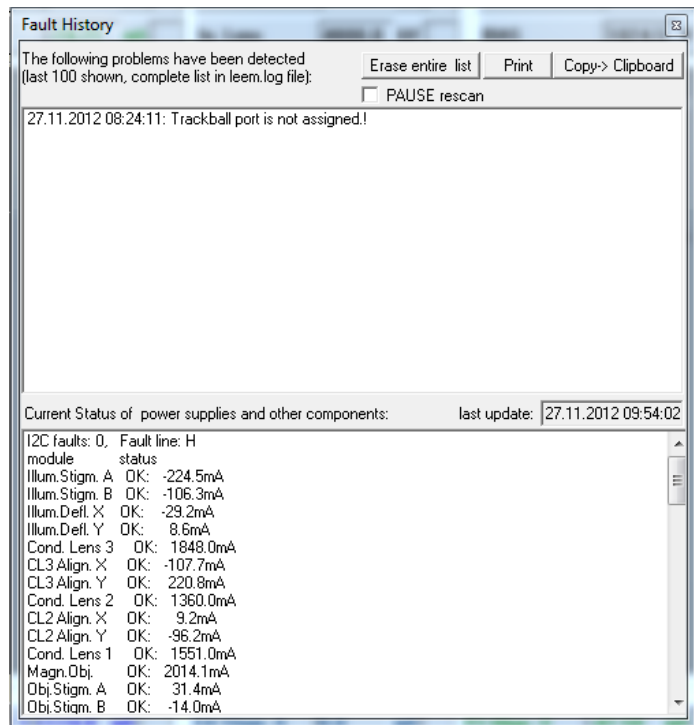 Fault History
The following problems have been detected
(last 100 shown, complete list in leem.log file):
Erase entire list
Print
Copy-> Clipboard
PAUSE rescan
27.11.2012 08:24:11: Trackball port is not assigned.!
Current Status of power supplies and other components: last update: 27.11.2012 09:54:02
I2C faults: 0, Fault line: H
module status
Illum.Stigm. A OK: -224.5mA
Illum.Stigm. B OK: -106.3mA
Illum.Defl. X OK: -29.2mA
Illum.Defl. Y OK: 8.6mA
Cond. Lens 3 OK: 1848.0mA
CL3 Align. X OK: -107.7mA
CL3 Align. Y OK: 220.8mA
Cond. Lens 2 OK: 1360.0mA
CL2 Align. X OK: 9.2mA
CL2 Align. Y OK: -96.2mA
Cond. Lens 1 OK: 1551.0mA
Magn.Obj. OK: 2014.1mA
Obj.Stigm. A OK: 31.4mA
Obj.Stigm. B OK: -14.0mA